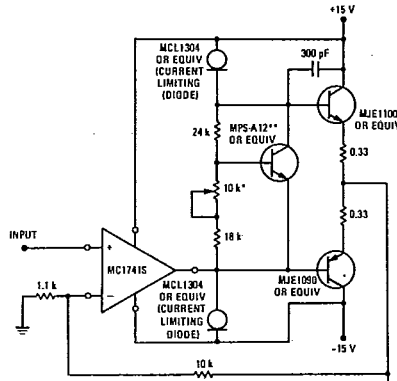 +15 V
MCL1304
OR EQUIV
(CURRENT
LIMITING
(DIODE)
300 pF
MJE1100
OR EQUIV
MPS-A12**
OR EQUIV
24 k
0.33
10 k*
0.33
18 k
INPUT
+
MC1741S
−
1.1 k
MCL1304
OR EQUIV
(CURRENT
LIMITING
DIODE)
MJE1090
OR EQUIV
−15 V
10k